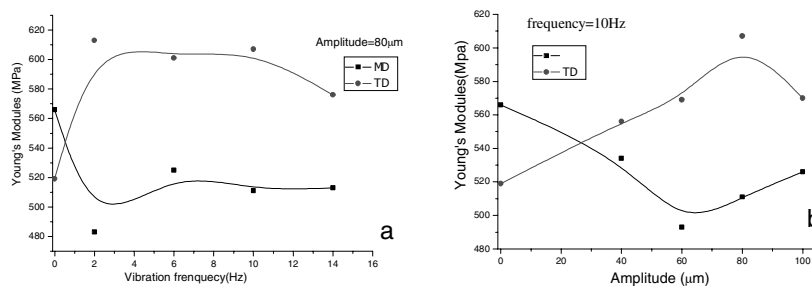 620
600
580
560
540
520
500
480
Young's Modules (MPa)
0 2 4 6 8 10 12 14 16
Vibration frenquecy(Hz)
Amplitude=80μm
MD
TD
a
620
600
580
560
540
520
500
480
Young's Modules(Mpa)
0 20 40 60 80 100
Amplitude (μm)
frequency=10Hz
TD
b